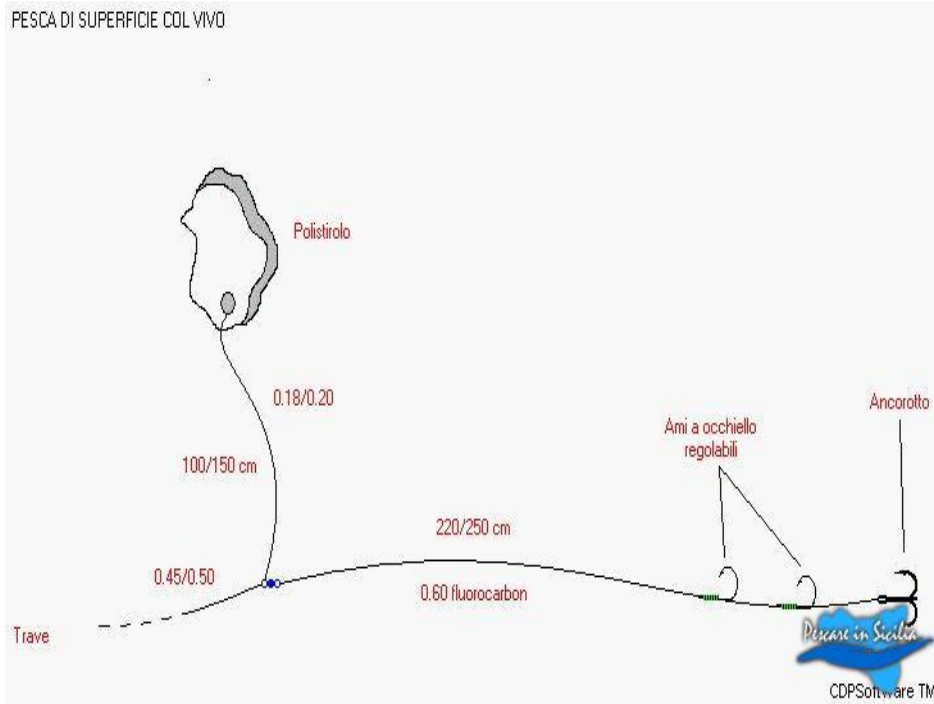 PESCA DI SUPERFICIE COL VIVO
Polistirolo
0.18/0.20
Ancorotto
Ami a occhiello
regolabili
100/150 cm
220/250 cm
0.45/0.50
0.60 fluorocarbon
Trave
Pescare in Sicilia
CDPSoftware TM